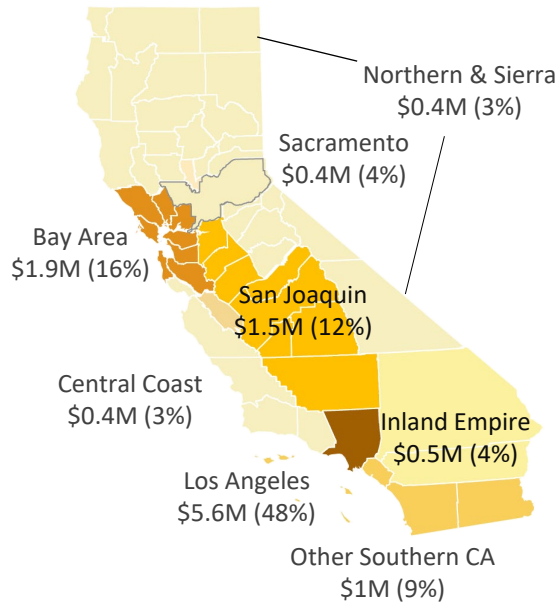 Northern & Sierra
$0.4M (3%)
Sacramento
$0.4M (4%)
Bay Area
$1.9M (16%)
San Joaquin
$1.5M (12%)
Central Coast
$0.4M (3%)
Inland Empire
$0.5M (4%)
Los Angeles
$5.6M (48%)
Other Southern CA
$1M (9%)